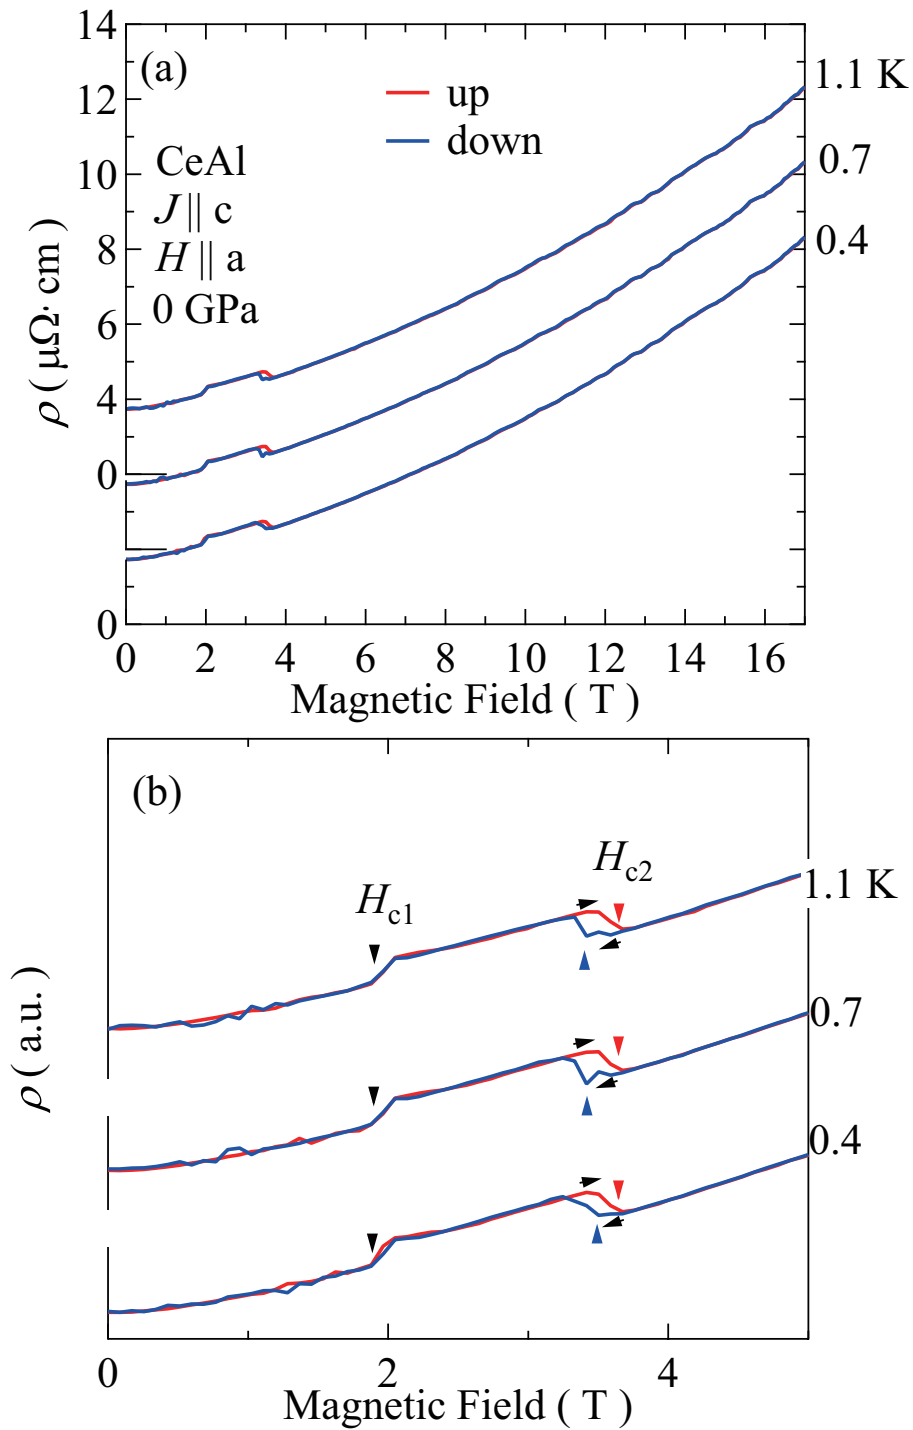 (a)
up
down
CeAl
J || c
H || a
0 GPa
1.1 K
0.7
0.4
14
12
10
8
6
4
0
0
ρ ( μΩ· cm )
0 2 4 6 8 10 12 14 16
Magnetic Field ( T )
(b)
Hc1
Hc2
1.1 K
0.7
0.4
ρ ( a.u. )
0 2 4
Magnetic Field ( T )